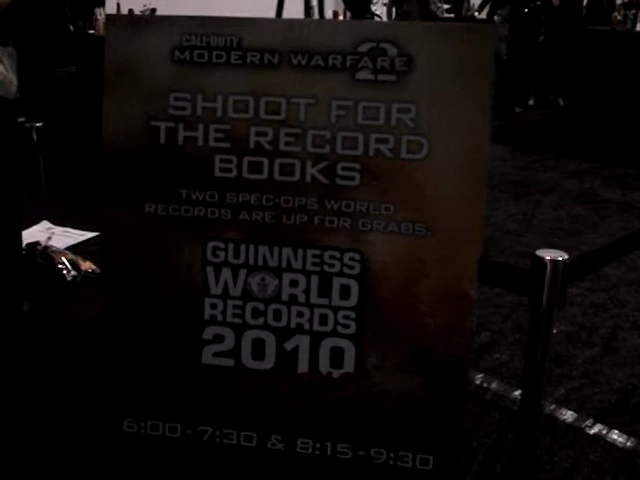 CALL·DUTY
MODERN WARFARE 2
SHOOT FOR
THE RECORD
BOOKS
TWO SPEC-OPS WORLD
RECORDS ARE UP FOR GRABS.
GUINNESS
WORLD
RECORDS
2010
6:00-7:30 & 8:15-9:30